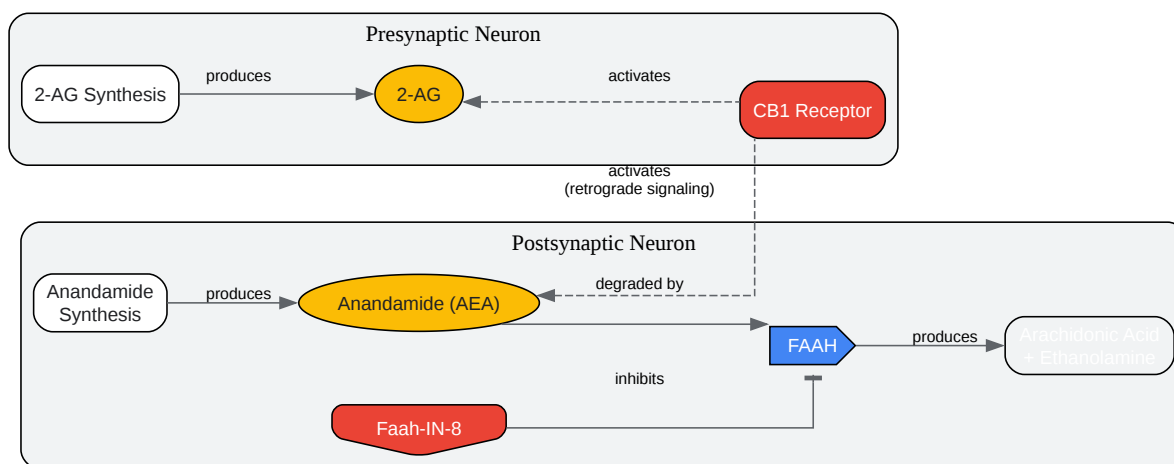 Presynaptic Neuron
2-AG Synthesis
produces
2-AG
activates
CB1 Receptor
activates
(retrograde signaling)
Postsynaptic Neuron
Anandamide
Synthesis
produces
Anandamide (AEA)
degraded by
FAAH
produces
Arachidonic Acid
+ Ethanolamine
inhibits
Faah-IN-8